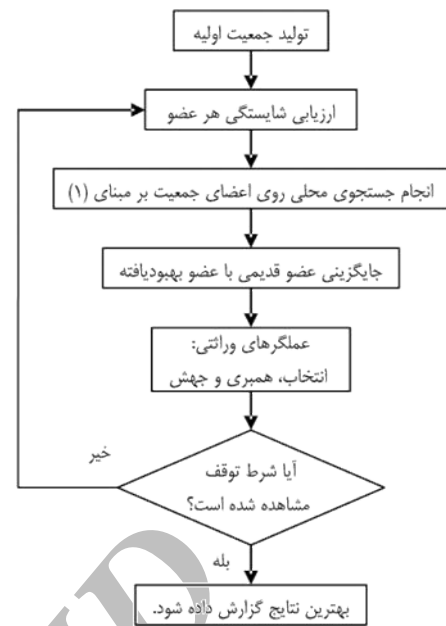 تولید جمعیت اولیه
ارزیابی شایستگی هر عضو
انجام جستجوی محلی روی اعضای جمعیت بر مبنای (۱)
جایگزینی عضو قدیمی با عضو بهبودیافته
عملگرهای وراثتی:
انتخاب، همبری و جهش
خیر
آیا شرط توقف
مشاهده شده است؟
بله
بهترین نتایج گزارش داده شود.